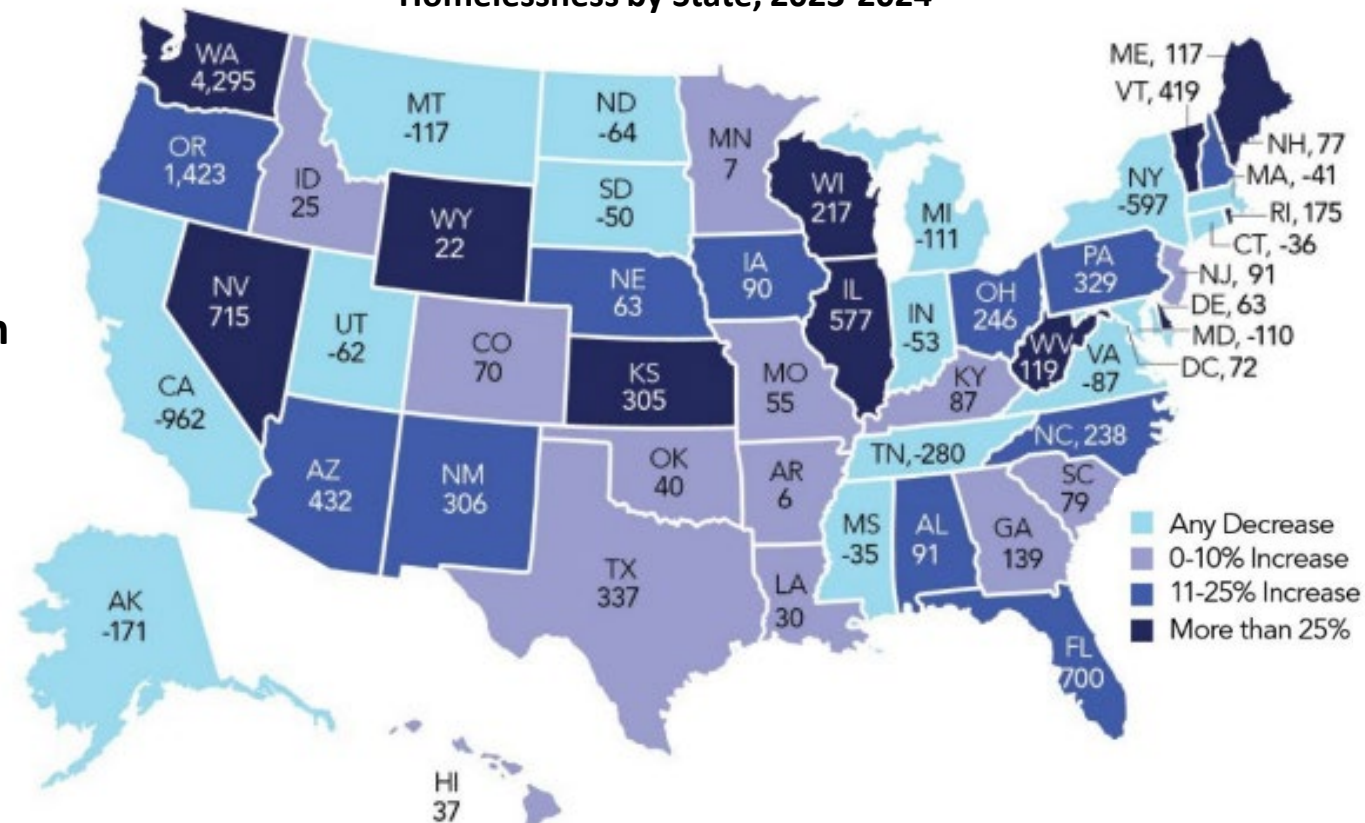 Homelessness by State, 2023-2024
WA
4,295
OR
1,423
ID
25
MT
-117
ND
-64
MN
7
SD
-50
WY
22
WI
217
MI
-111
NY
-597
ME, 117
VT, 419
NH, 77
MA, -41
RI, 175
CT, -36
NJ, 91
DE, 63
MD, -110
DC, 72
NV
715
UT
-62
CA
-962
CO
70
NE
63
IA
90
IL
577
IN
-53
OH
246
PA
329
WV
119
VA
-87
KS
305
MO
55
KY
87
AZ
432
NM
306
OK
40
AR
6
TN,-280
NC, 238
SC
79
MS
-35
AL
91
GA
139
TX
337
LA
30
FL
700
AK
-171
HI
37
Any Decrease
0-10% Increase
11-25% Increase
More than 25%